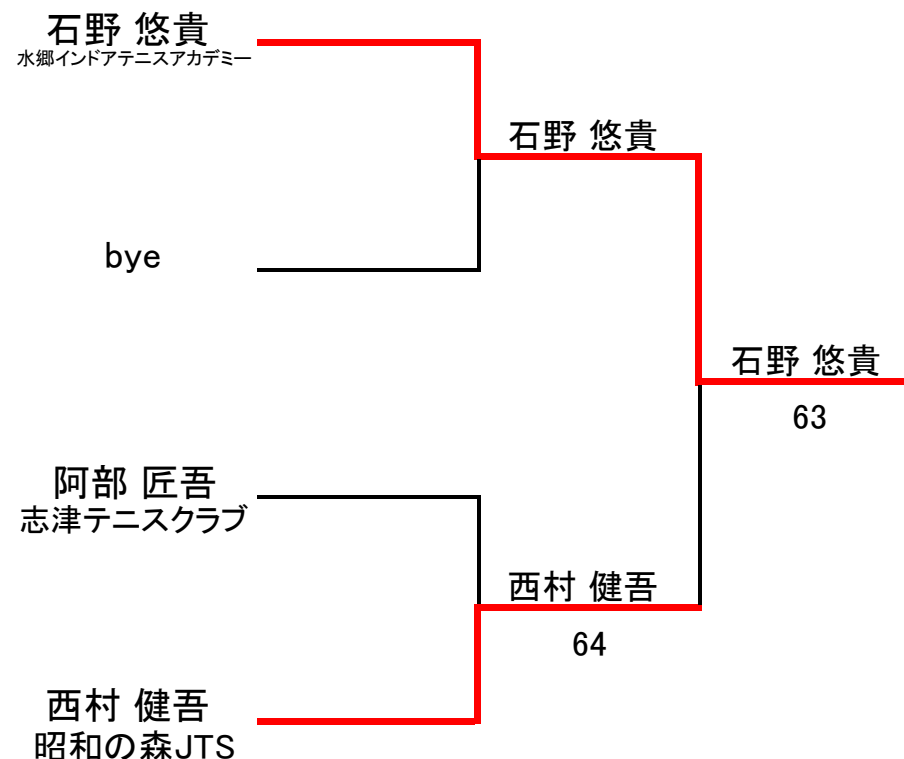 石野 悠貴
水郷インドアテニスアカデミー
石野 悠貴
bye
石野 悠貴
63
阿部 匠吾
志津テニスクラブ
西村 健吾
64
西村 健吾
昭和の森JTS